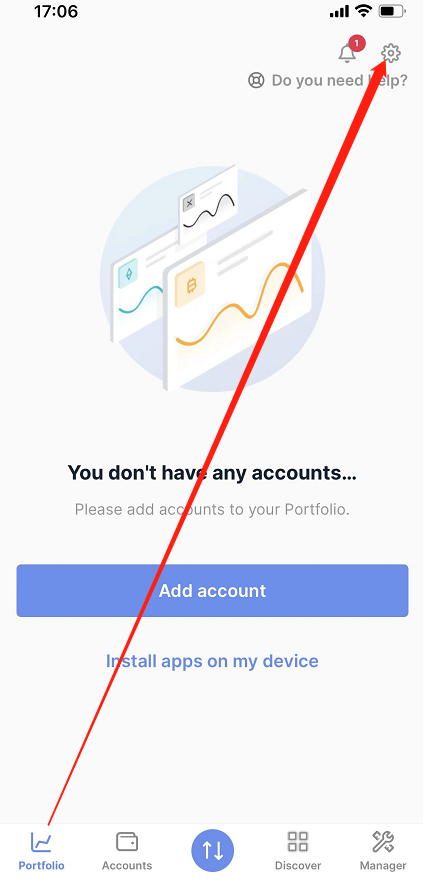 17:06
1
Do you need help?
You don't have any accounts...
Please add accounts to your Portfolio.
Add account
Install apps on my device
Portfolio
Accounts
Discover
Manager